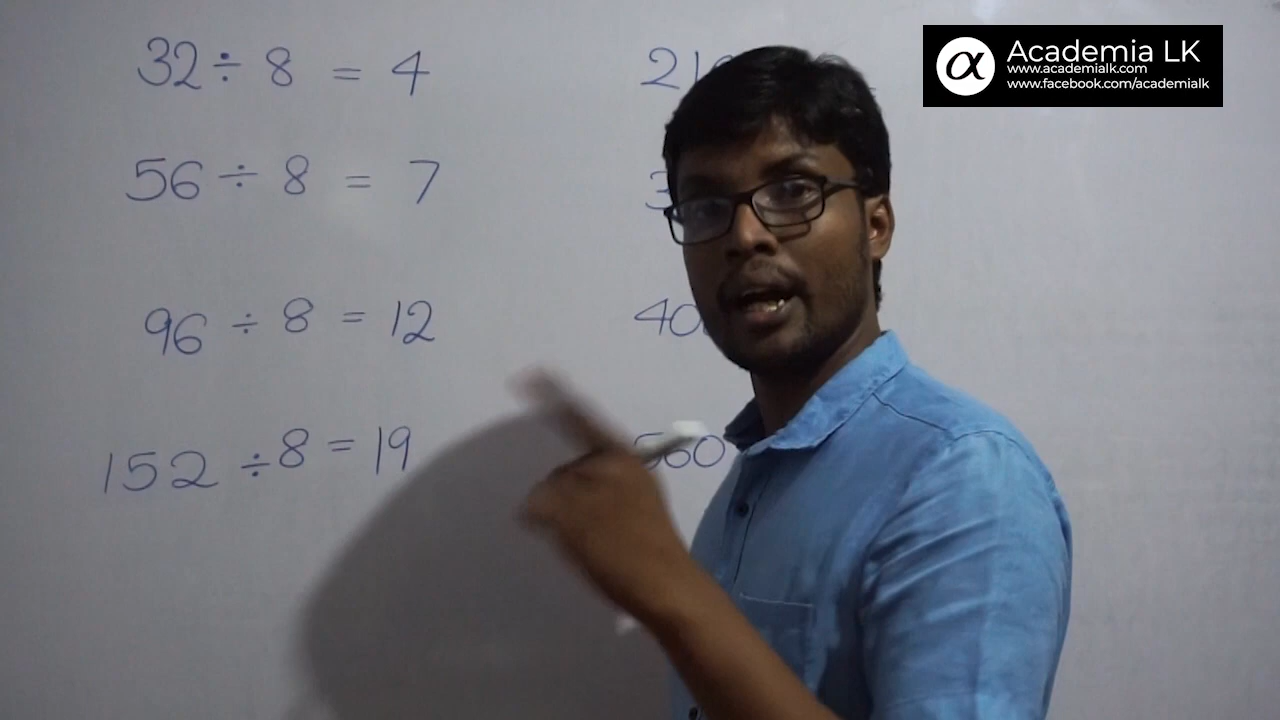 32 ÷ 8 = 4
56 ÷ 8 = 7
96 ÷ 8 = 12
152 ÷ 8 = 19
560
Academia LK
www.academialk.com
www.facebook.com/academialk